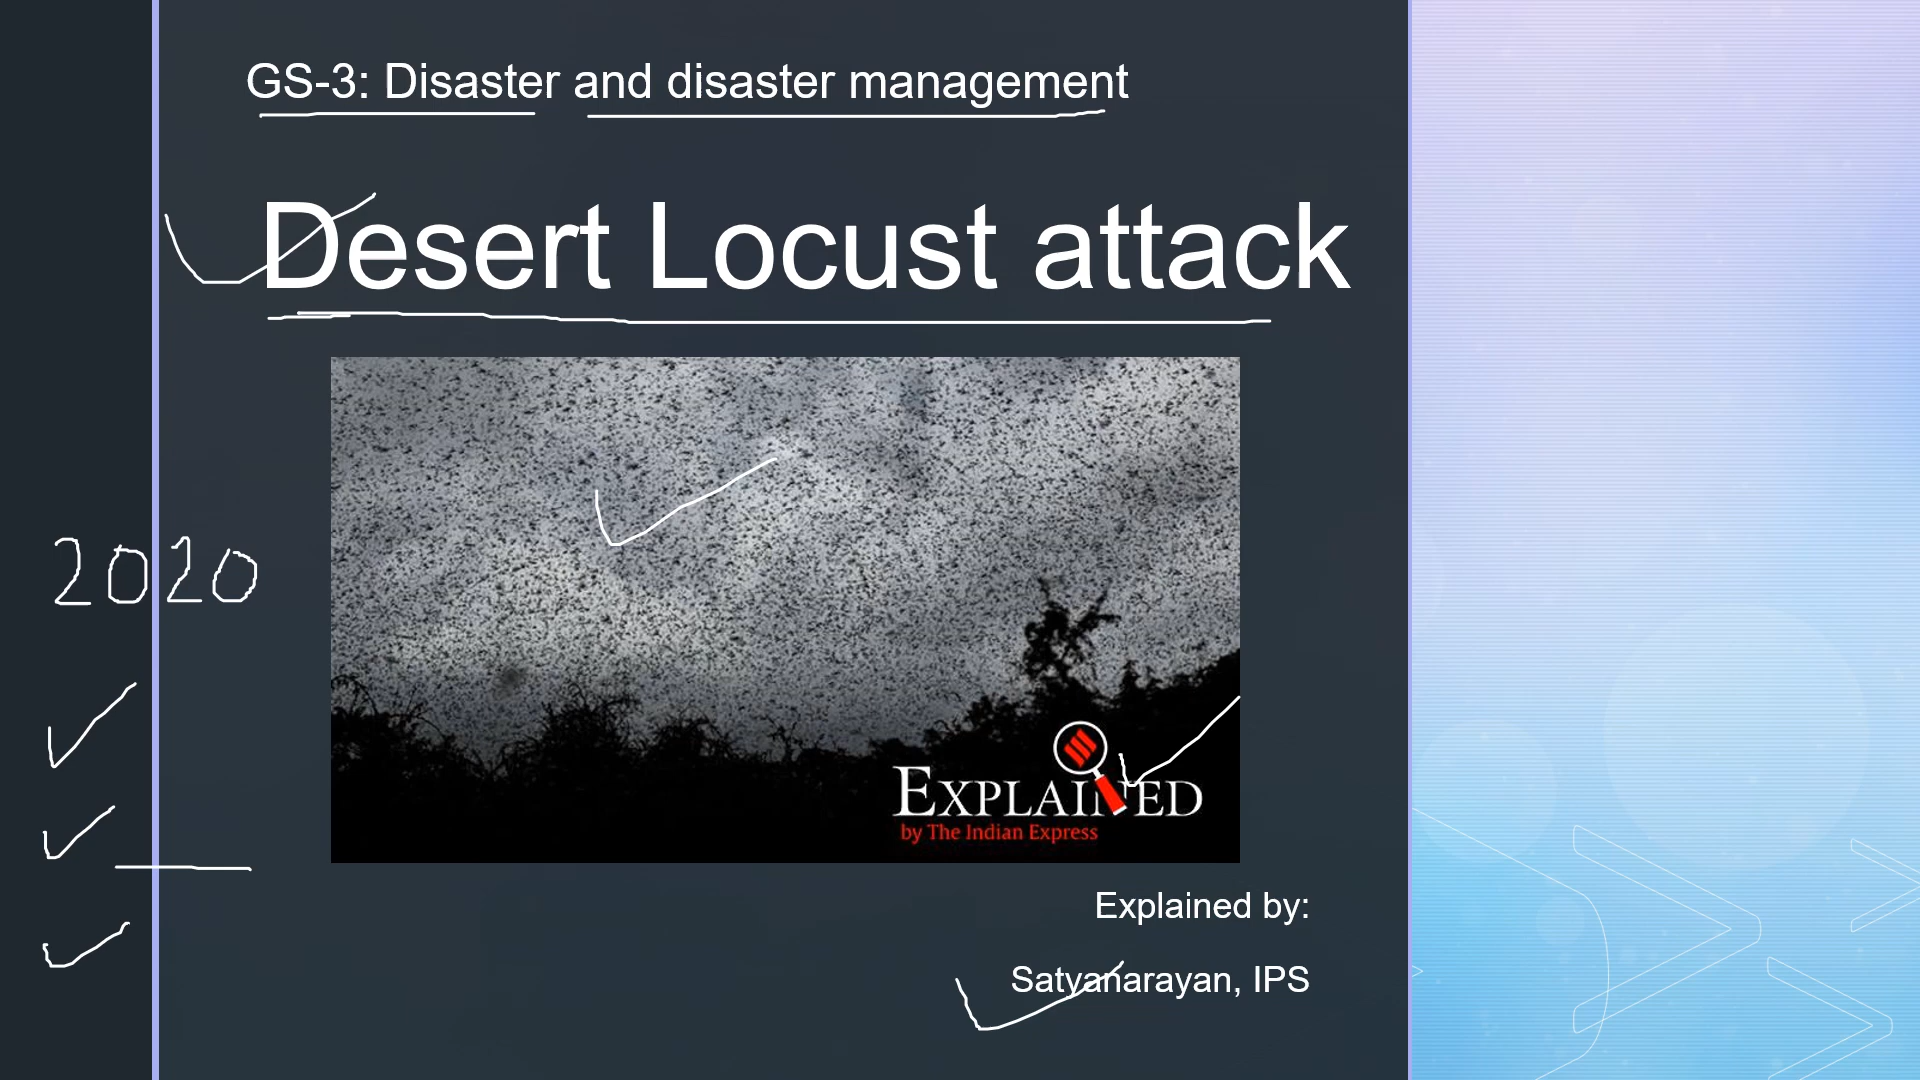 GS-3: Disaster and disaster management
Desert Locust attack
2020
EXPLAINED
by The Indian Express
Explained by:
Satyanarayan, IPS